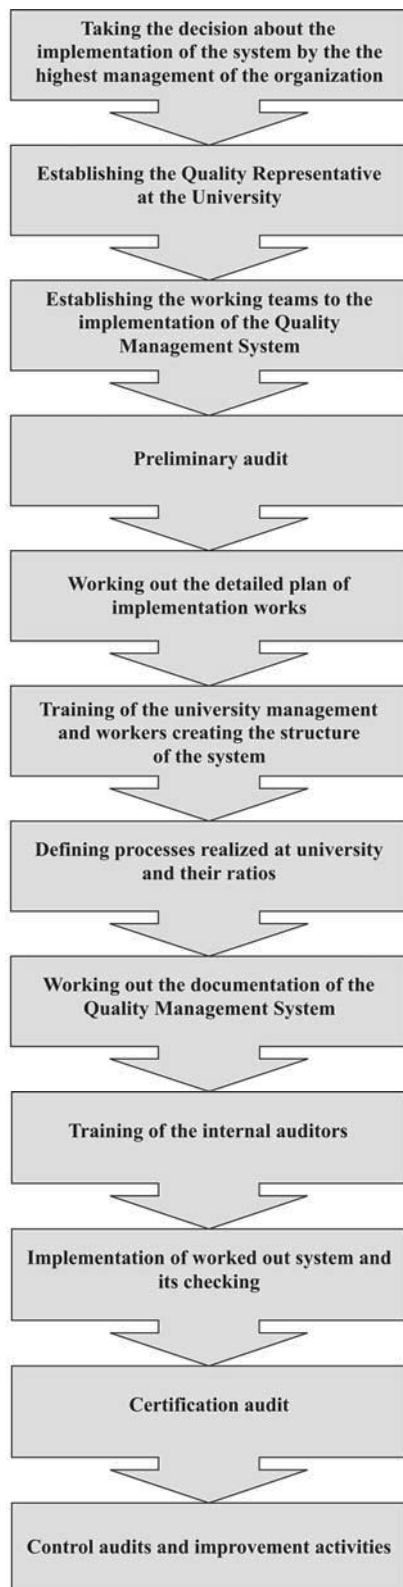 Taking the decision about the
implementation of the system by the the
highest management of the organization
Establishing the Quality Representative
at the University
Establishing the working teams to the
implementation of the Quality
Management System
Preliminary audit
Working out the detailed plan of
implementation works
Training of the university management
and workers creating the structure
of the system
Defining processes realized at university
and their ratios
Working out the documentation of the
Quality Management System
Training of the internal auditors
Implementation of worked out system and
its checking
Certification audit
Control audits and improvement activities